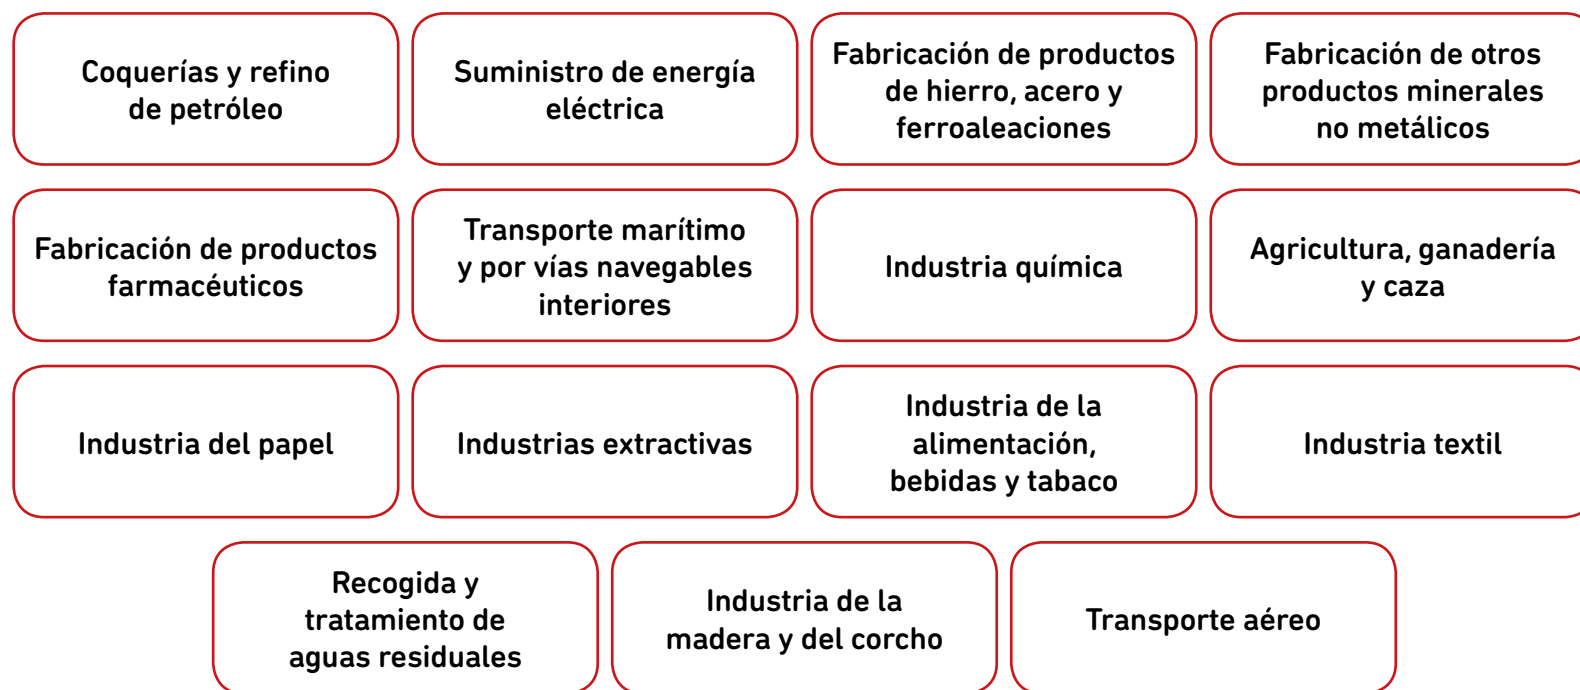 Coquerías y refino
de petróleo
Suministro de energía
eléctrica
Fabricación de productos
de hierro, acero y
ferroaleaciones
Fabricación de otros
productos minerales
no metálicos
Fabricación de productos
farmacéuticos
Transporte marítimo
y por vías navegables
interiores
Industria química
Agricultura, ganadería
y caza
Industria del papel
Industrias extractivas
Industria de la
alimentación,
bebidas y tabaco
Industria textil
Recogida y
tratamiento de
aguas residuales
Industria de la
madera y del corcho
Transporte aéreo